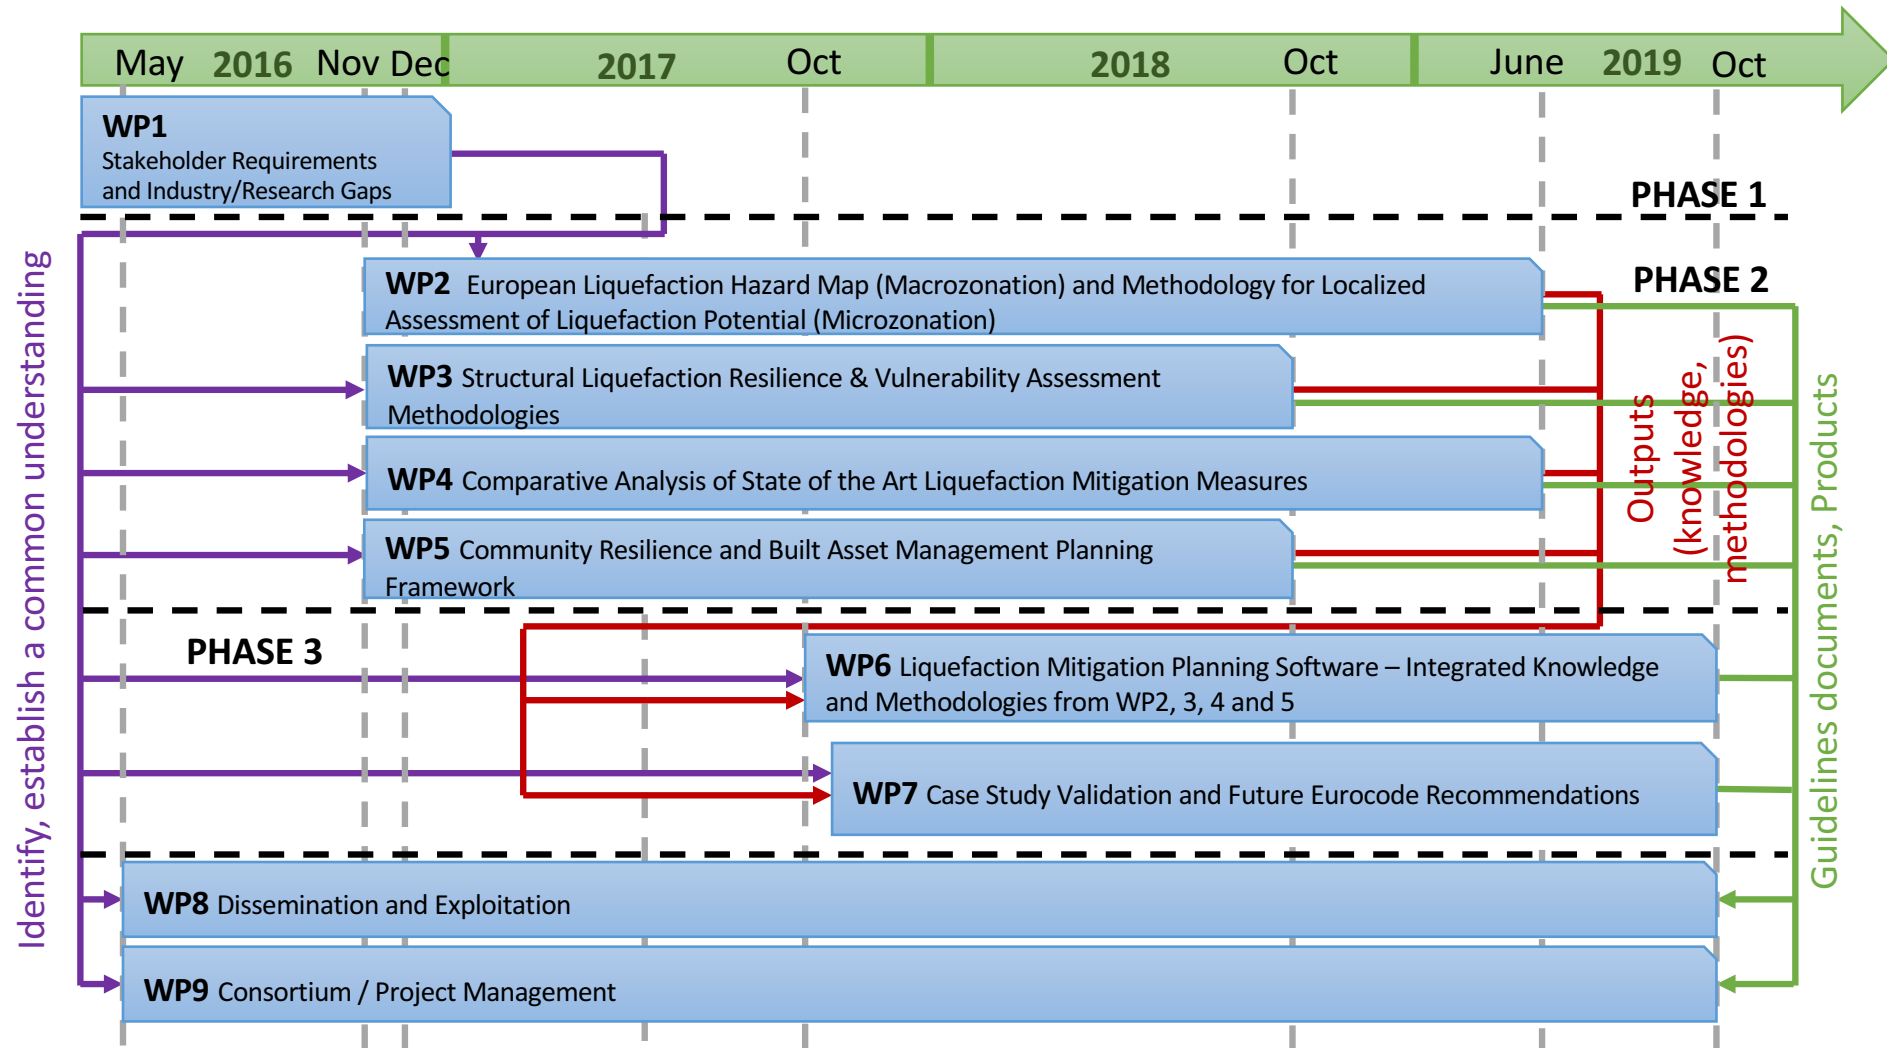 May 2016 Nov Dec 2017 Oct 2018 Oct June 2019 Oct
WP1
Stakeholder Requirements
and Industry/Research Gaps
PHASE 1
PHASE 2
WP2 European Liquefaction Hazard Map (Macrozonation) and Methodology for Localized
Assessment of Liquefaction Potential (Microzonation)
WP3 Structural Liquefaction Resilience & Vulnerability Assessment
Methodologies
WP4 Comparative Analysis of State of the Art Liquefaction Mitigation Measures
WP5 Community Resilience and Built Asset Management Planning
Framework
PHASE 3
WP6 Liquefaction Mitigation Planning Software – Integrated Knowledge
and Methodologies from WP2, 3, 4 and 5
WP7 Case Study Validation and Future Eurocode Recommendations
WP8 Dissemination and Exploitation
WP9 Consortium / Project Management
Identify, establish a common understanding
Outputs
(knowledge,
methodologies)
Guidelines documents, Products